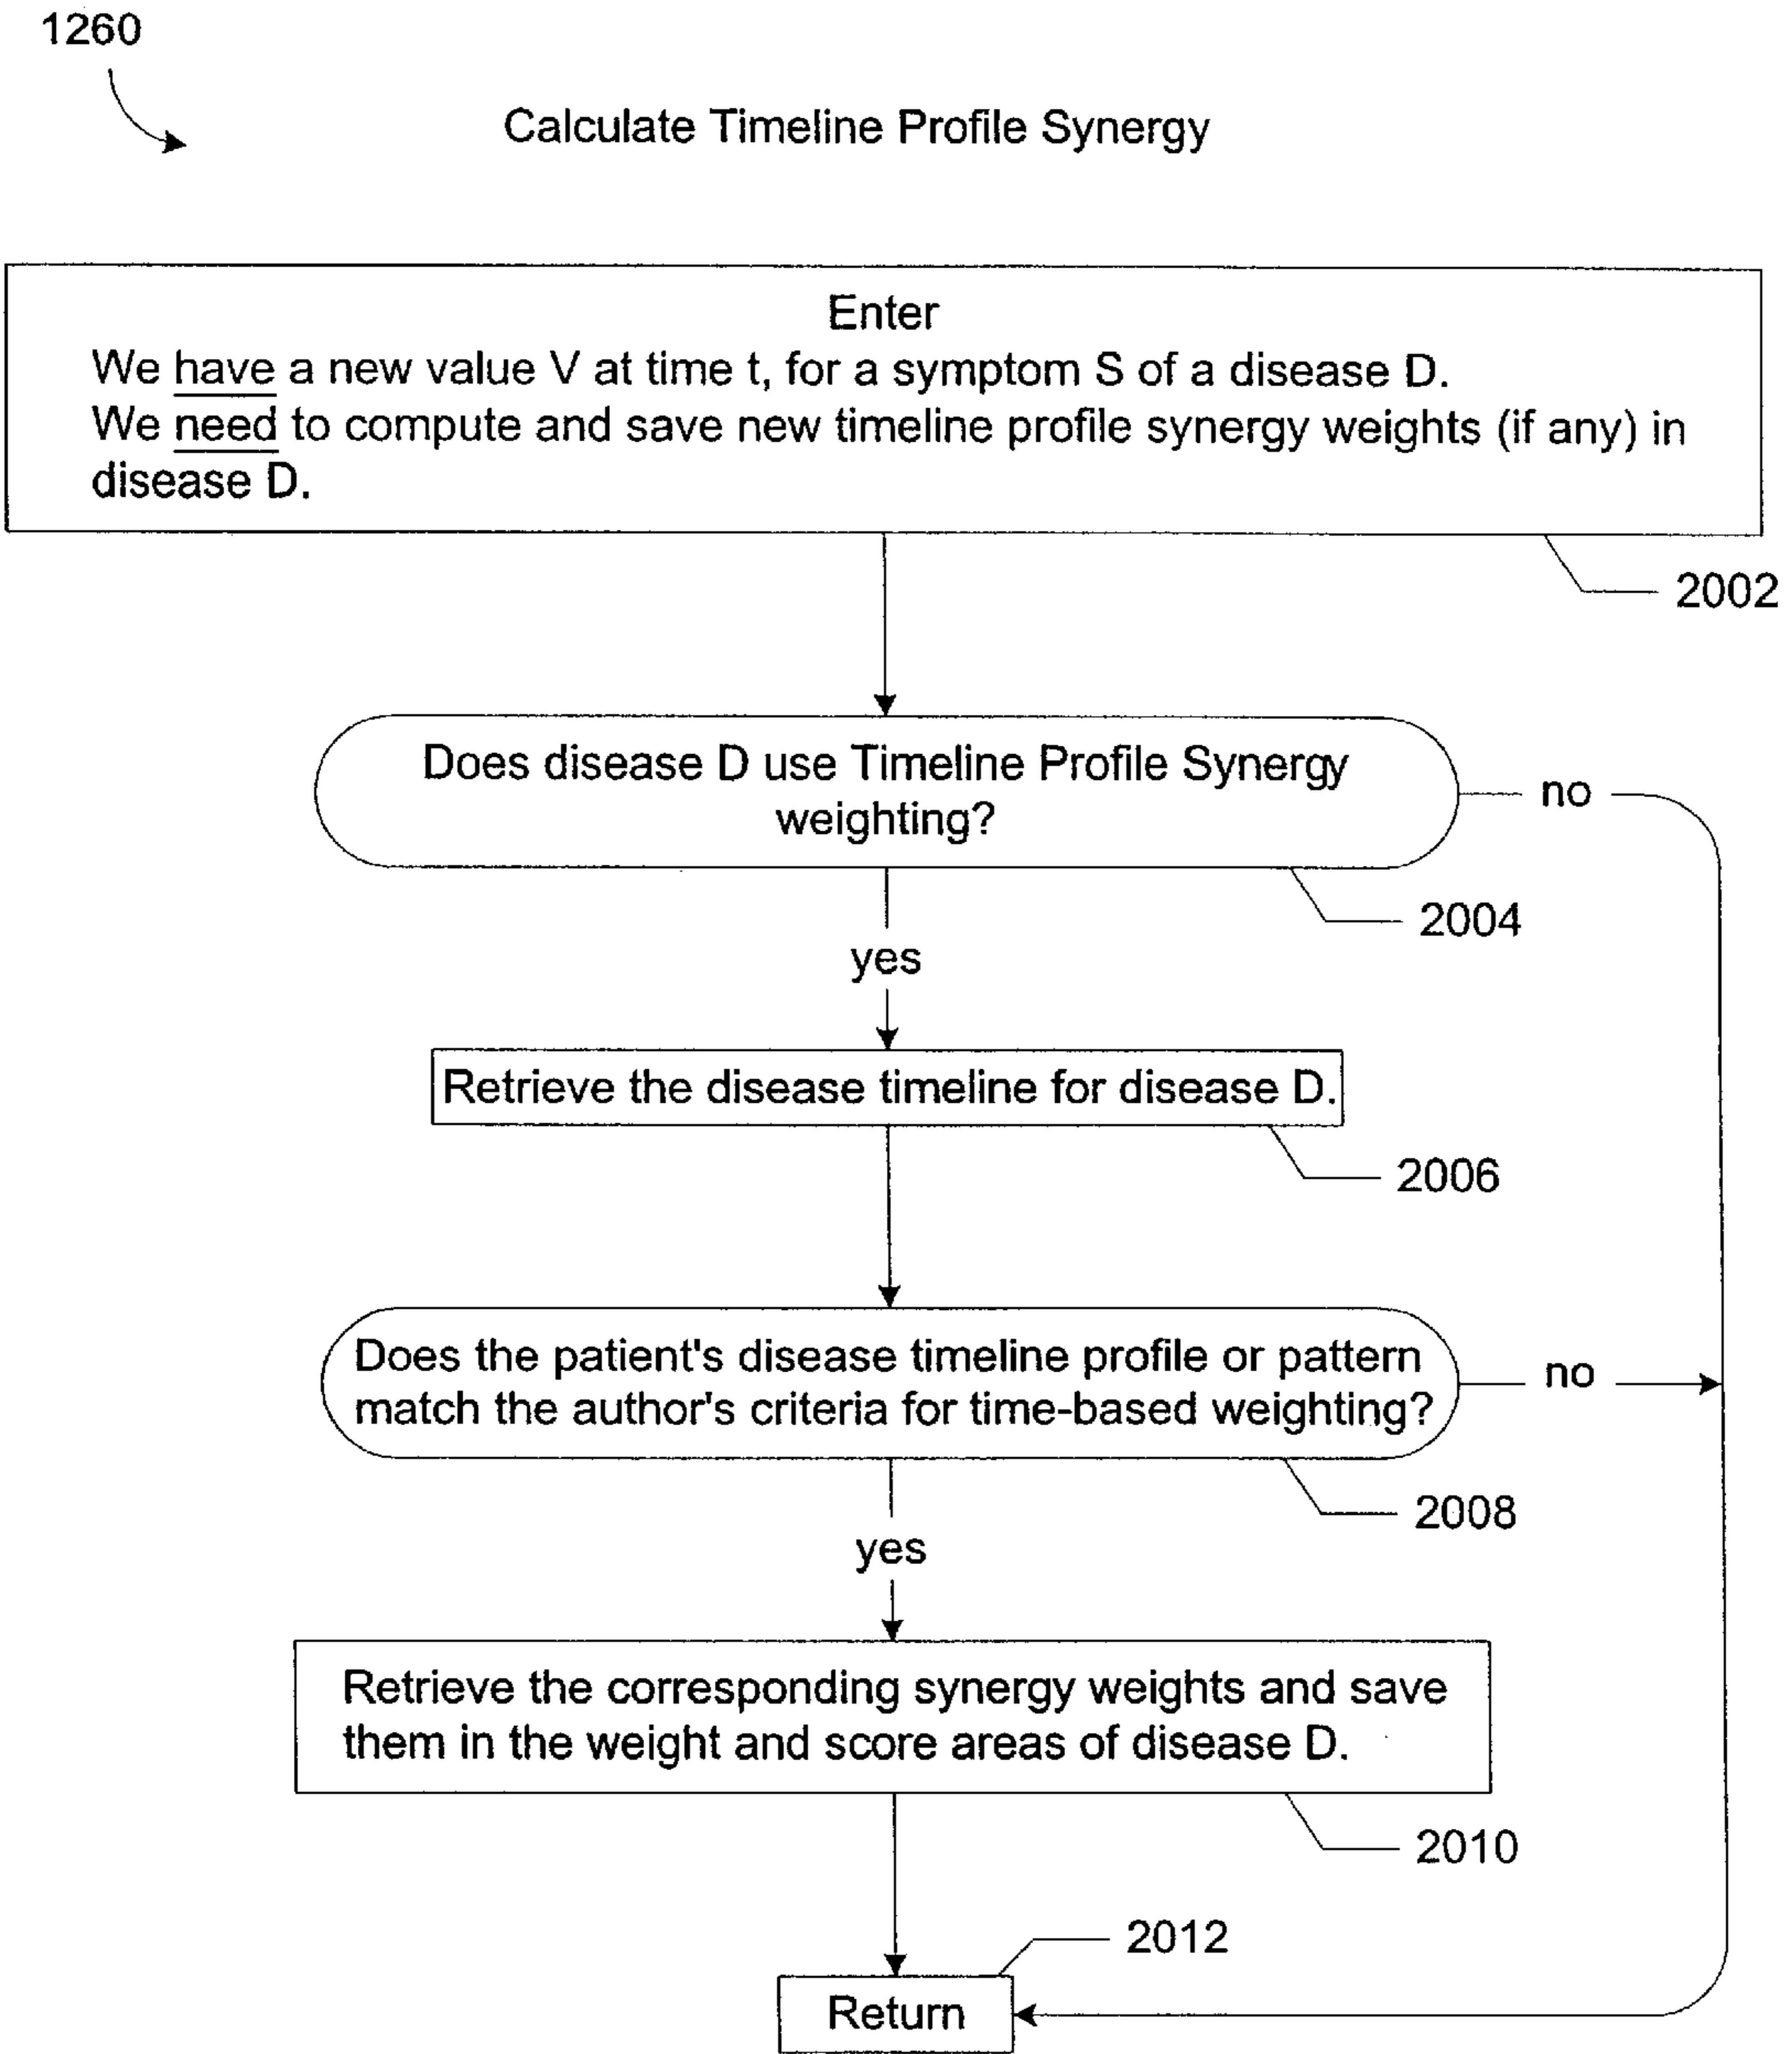 1260
Calculate Timeline Profile Synergy
Enter
We have a new value V at time t, for a symptom S of a disease D.
We need to compute and save new timeline profile synergy weights (if any) in
disease D.
2002
Does disease D use Timeline Profile Synergy
weighting?
no
2004
yes
Retrieve the disease timeline for disease D.
2006
Does the patient's disease timeline profile or pattern
match the author's criteria for time-based weighting?
no
2008
yes
Retrieve the corresponding synergy weights and save
them in the weight and score areas of disease D.
2010
2012
Return